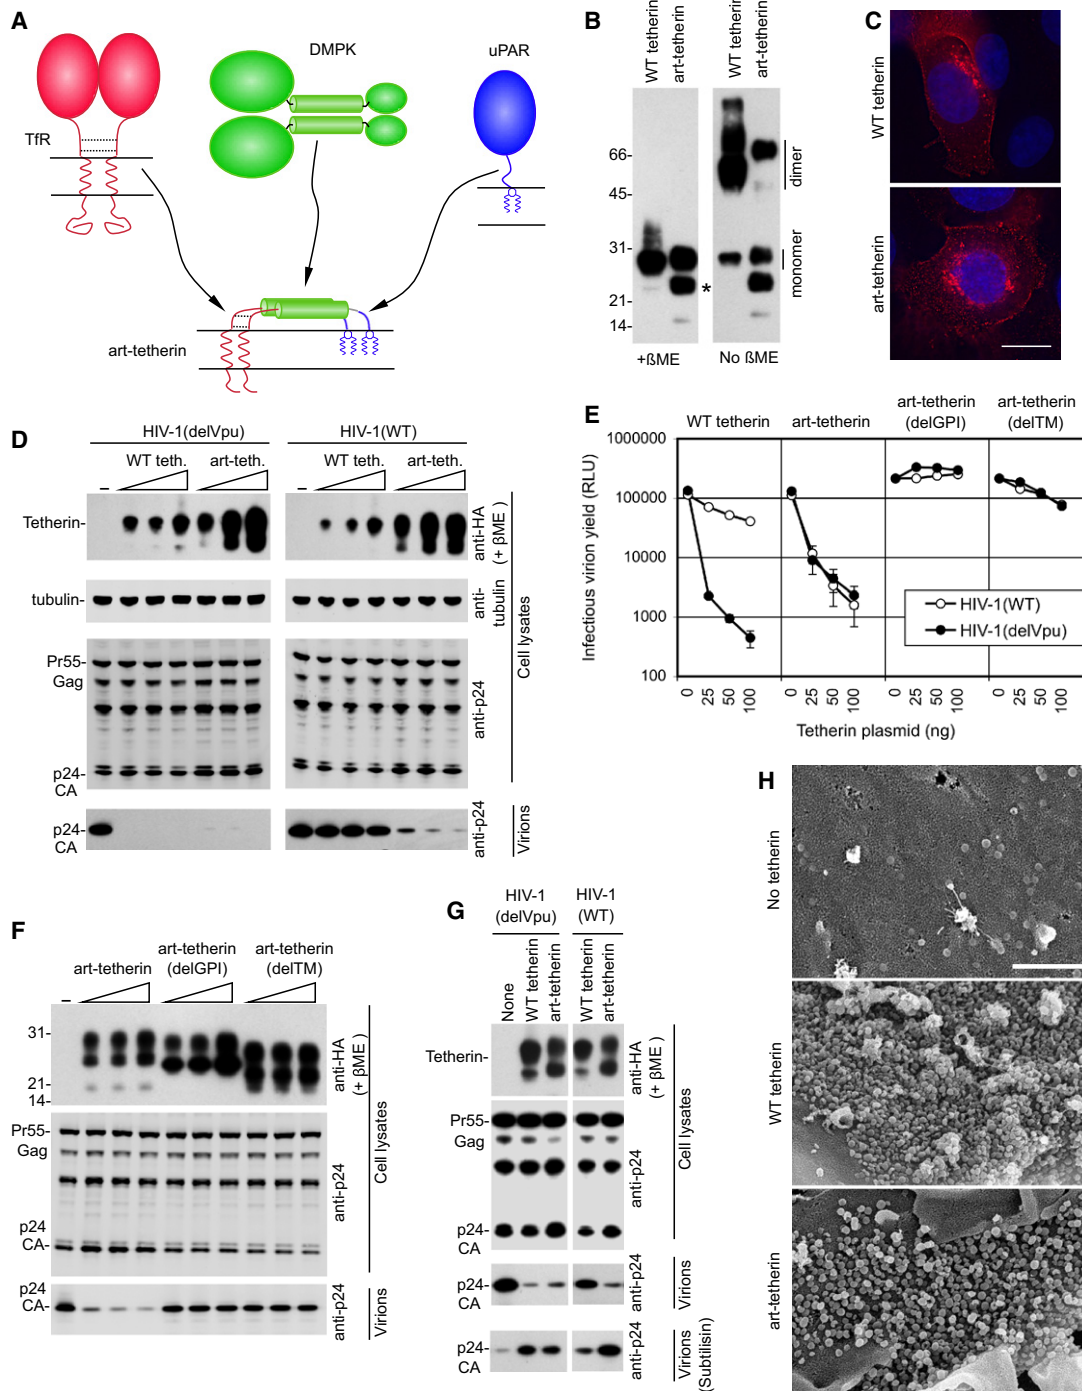 A
TfR
DMPK
uPAR
art-tetherin
B
WT tetherin
art-tetherin
WT tetherin
art-tetherin
66-
45-
31-
21-
14-
*
dimer
monomer
+ßME
No ßME
C
WT tetherin
art-tetherin
D
HIV-1(delVpu)
HIV-1(WT)
–
WT teth.
art-teth.
–
WT teth.
art-teth.
Tetherin-
anti-HA
(+ βME)
tubulin-
anti-
tubulin
Pr55-
Gag
p24-
CA
anti-p24
Cell lysates
p24-
CA
anti-p24
Virions
E
WT tetherin
art-tetherin
art-tetherin
(delGPI)
art-tetherin
(delTM)
Infectious virion yield (RLU)
1000000
100000
10000
1000
100
HIV-1(WT)
HIV-1(delVpu)
0 25 50 100
0 25 50 100
0 25 50 100
0 25 50 100
Tetherin plasmid (ng)
F
–
art-tetherin
art-tetherin
(delGPI)
art-tetherin
(delTM)
31-
21-
14-
anti-HA
(+ βME )
Pr55-
Gag
p24
CA-
anti-p24
Cell lysates
p24
CA-
anti-p24
Virions
G
HIV-1
(delVpu)
HIV-1
(WT)
None
WT tetherin
art-tetherin
WT tetherin
art-tetherin
Tetherin-
anti-HA
(+ βME )
Pr55-
Gag
p24-
CA
anti-p24
Cell lysates
p24-
CA
anti-p24
Virions
p24-
CA
anti-p24
Virions
(Subtilisin)
H
No tetherin
WT tetherin
art-tetherin